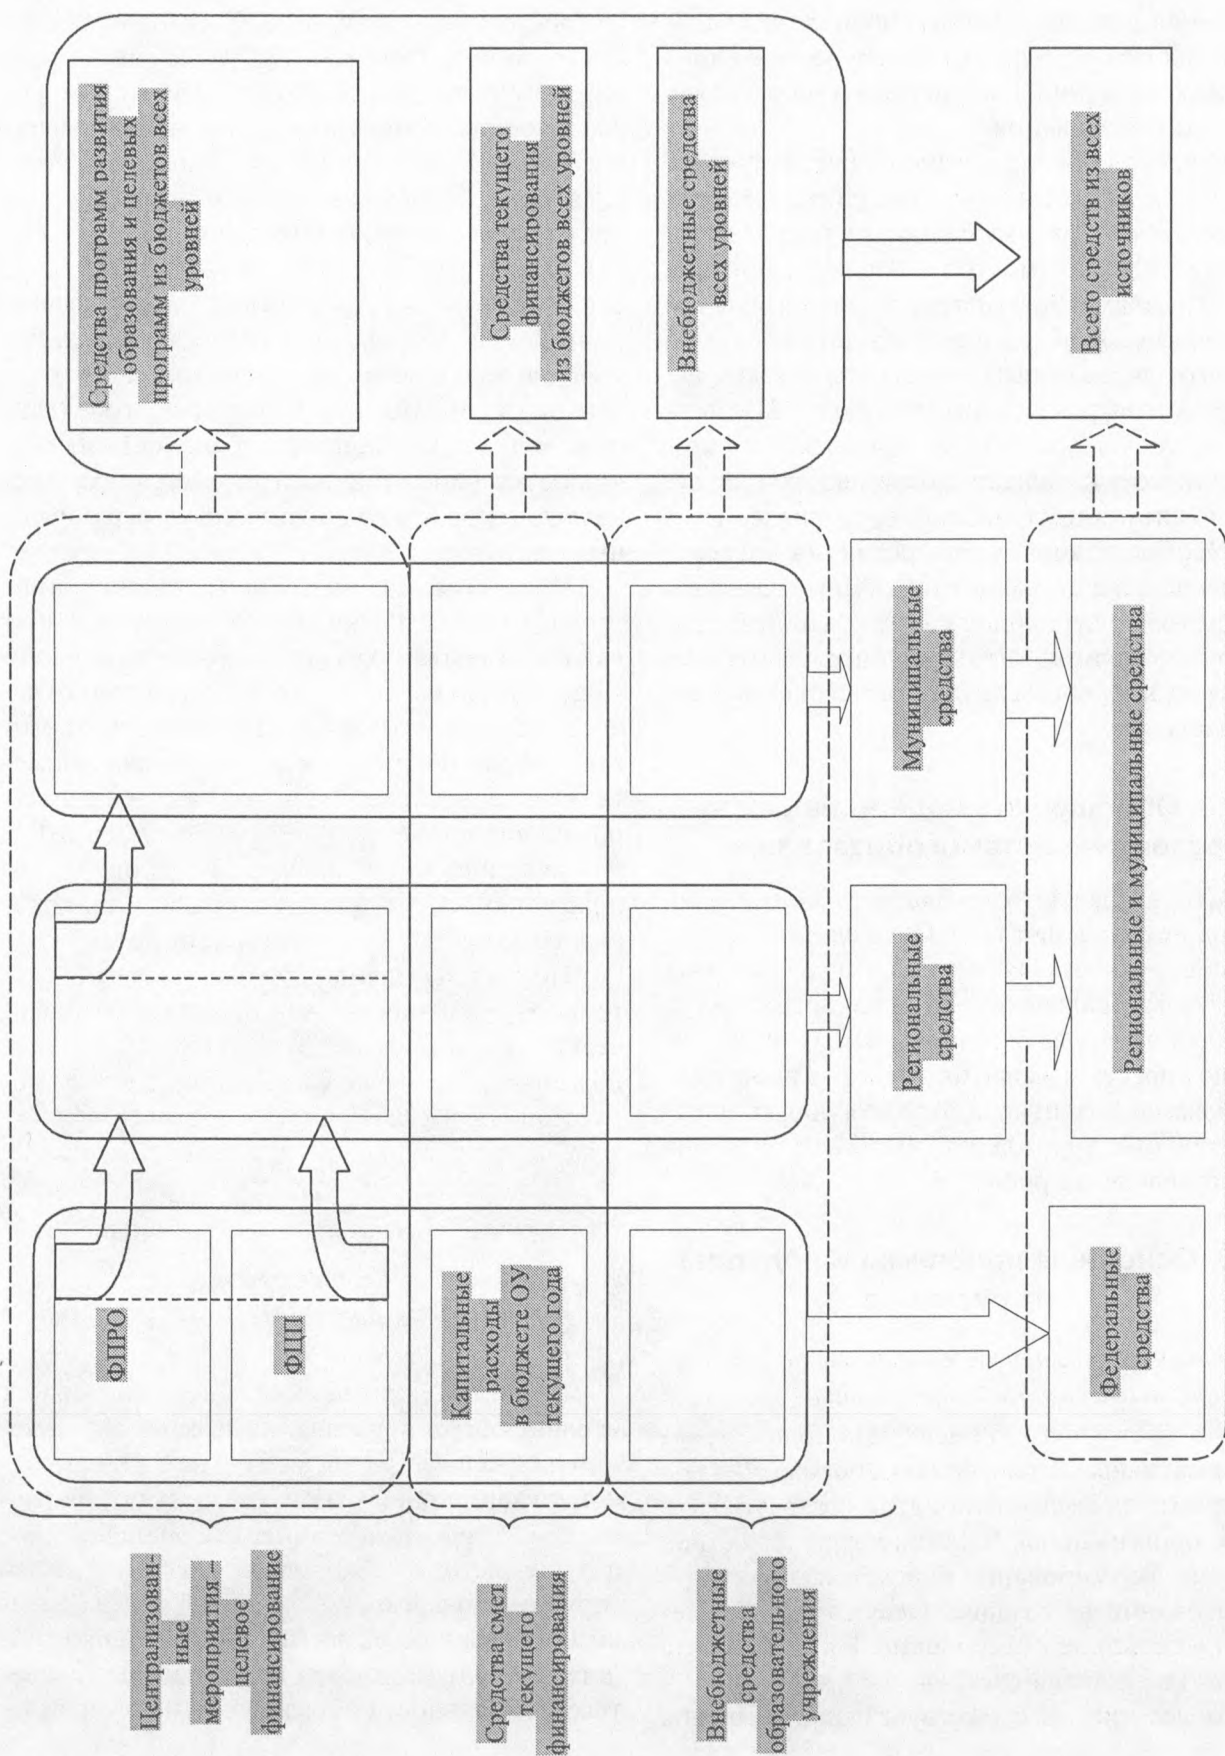 Централизован-
ные
мероприятия –
целевое
финансирование
ФПРО
ФЦП
Средства программ развития
образования и целевых
программ из бюджетов всех
уровней
Средства смет
текущего
финансирования
Капитальные
расходы
в бюджете ОУ
текущего года
Средства текущего
финансирования
из бюджетов всех уровней
Внебюджетные
средства
образовательного
учреждения
Внебюджетные средства
всех уровней
Региональные
средства
Муниципальные
средства
Федеральные
средства
Региональные и муниципальные средства
Всего средств из всех
источников